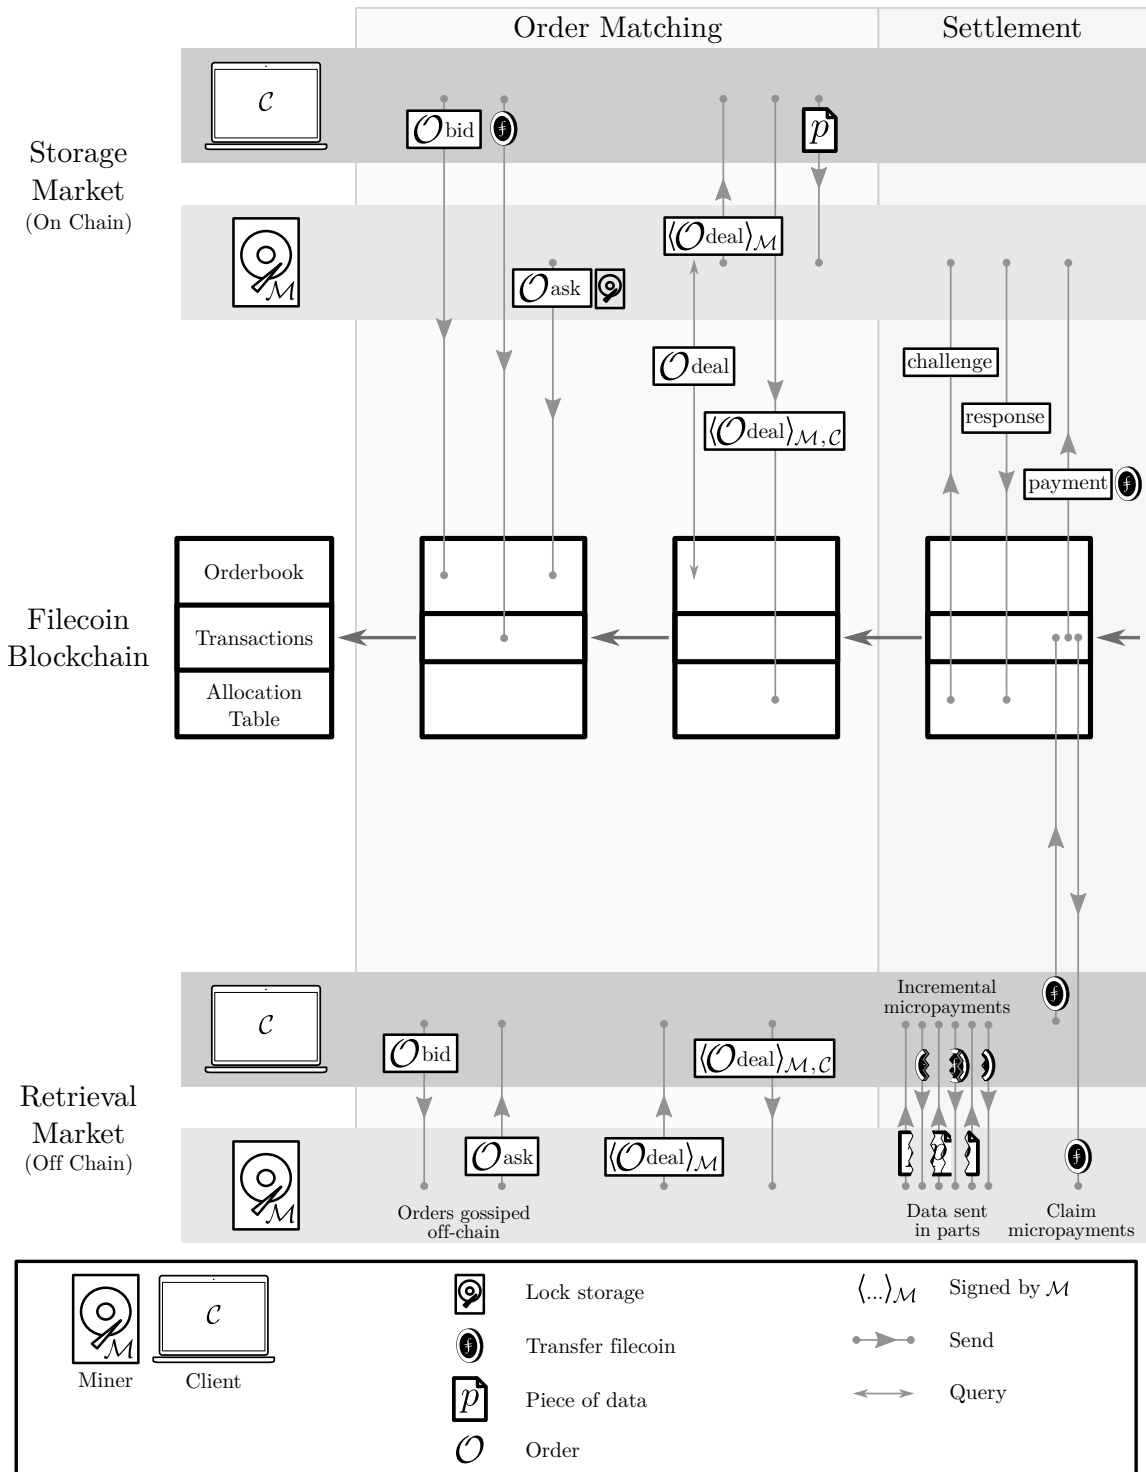 Order Matching
Settlement
Storage
Market
(On Chain)
C
𝒪bid
p
⟨𝒪deal⟩ℳ
ℳ
𝒪ask
𝒪deal
challenge
⟨𝒪deal⟩ℳ,C
response
payment
Filecoin
Blockchain
Orderbook
Transactions
Allocation
Table
Retrieval
Market
(Off Chain)
C
Incremental
micropayments
𝒪bid
⟨𝒪deal⟩ℳ,C
ℳ
𝒪ask
⟨𝒪deal⟩ℳ
p
Orders gossiped
off-chain
Data sent
in parts
Claim
micropayments
ℳ
Miner
C
Client
Lock storage
Transfer filecoin
p
Piece of data
𝒪
Order
⟨...⟩ℳ
Signed by ℳ
Send
Query